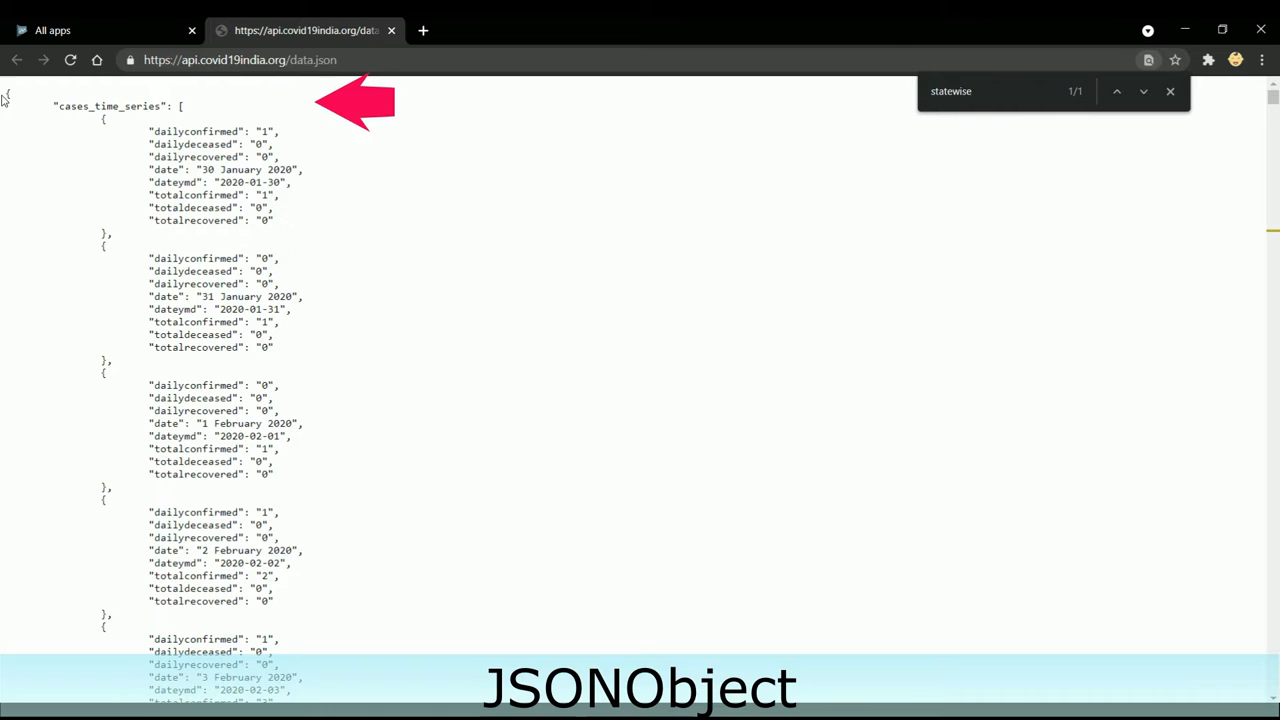 All apps
https://api.covid19india.org/dat
https://api.covid19india.org/data.json
statewise 1/1
{
"cases_time_series": [
{
"dailyconfirmed": "1",
"dailydeceased": "0",
"dailyrecovered": "0",
"date": "30 January 2020",
"dateymd": "2020-01-30",
"totalconfirmed": "1",
"totaldeceased": "0",
"totalrecovered": "0"
},
{
"dailyconfirmed": "0",
"dailydeceased": "0",
"dailyrecovered": "0",
"date": "31 January 2020",
"dateymd": "2020-01-31",
"totalconfirmed": "1",
"totaldeceased": "0",
"totalrecovered": "0"
},
{
"dailyconfirmed": "0",
"dailydeceased": "0",
"dailyrecovered": "0",
"date": "1 February 2020",
"dateymd": "2020-02-01",
"totalconfirmed": "1",
"totaldeceased": "0",
"totalrecovered": "0"
},
{
"dailyconfirmed": "1",
"dailydeceased": "0",
"dailyrecovered": "0",
"date": "2 February 2020",
"dateymd": "2020-02-02",
"totalconfirmed": "2",
"totaldeceased": "0",
"totalrecovered": "0"
},
{
"dailyconfirmed": "1",
"dailydeceased": "0",
"dailyrecovered": "0",
"date": "3 February 2020",
"dateymd": "2020-02-03",
JSONObject